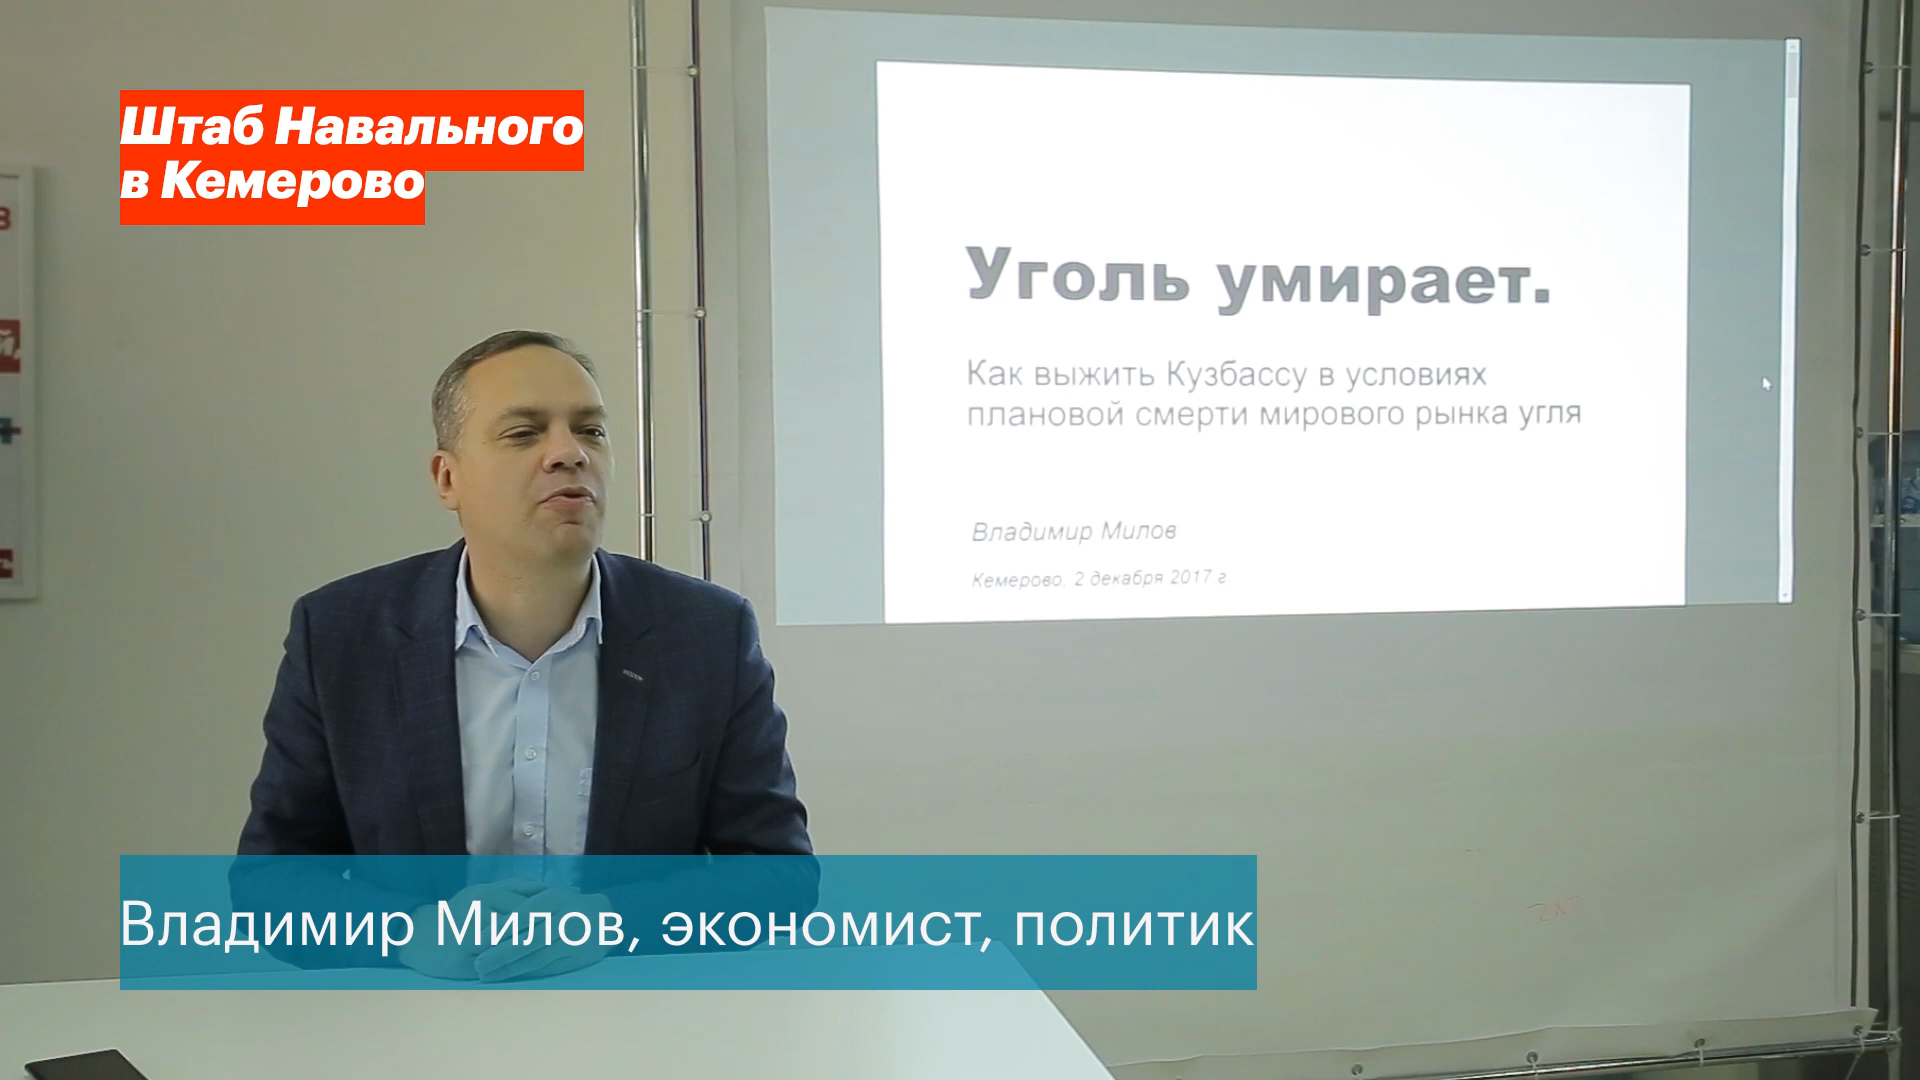 Штаб Навального
в Кемерово
Уголь умирает.
Как выжить Кузбассу в условиях
плановой смерти мирового рынка угля
Владимир Милов
Кемерово, 2 декабря 2017 г
Владимир Милов, экономист, политик